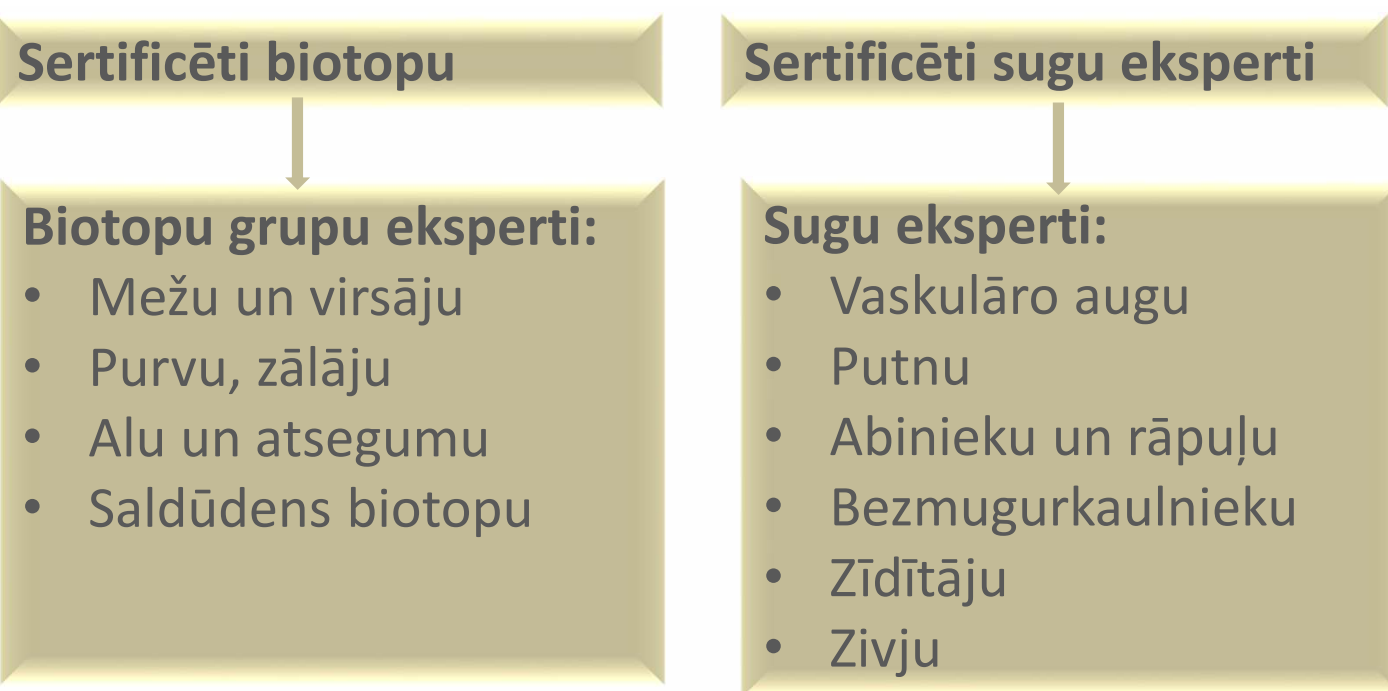 Sertificēti biotopu
Biotopu grupu eksperti:
• Mežu un virsāju
• Purvu, zālāju
• Alu un atsegumu
• Saldūdens biotopu
Sertificēti sugu eksperti
Sugu eksperti:
• Vaskulāro augu
• Putnu
• Abinieku un rāpuļu
• Bezmugurkaulnieku
• Zīdītāju
• Zivju